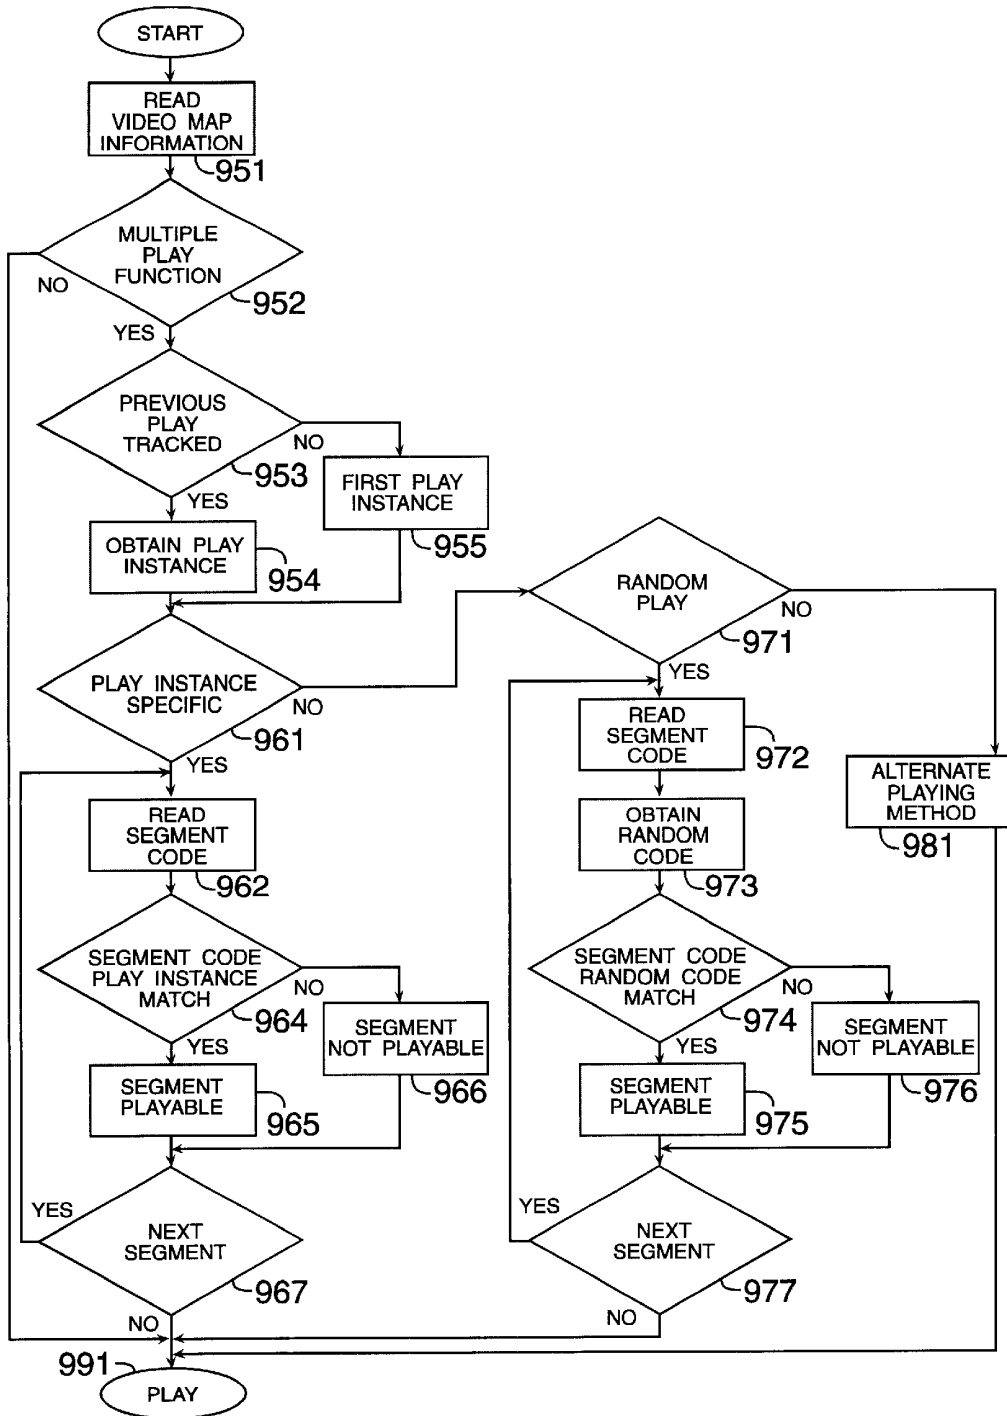 START
READ
VIDEO MAP
INFORMATION
951
MULTIPLE
PLAY
FUNCTION
NO
952
YES
PREVIOUS
PLAY
TRACKED
NO
953
YES
FIRST PLAY
INSTANCE
955
OBTAIN PLAY
INSTANCE
954
PLAY INSTANCE
SPECIFIC
NO
961
YES
READ
SEGMENT
CODE
962
SEGMENT CODE
PLAY INSTANCE
MATCH
NO
964
YES
SEGMENT
NOT PLAYABLE
966
SEGMENT
PLAYABLE
965
YES
NEXT
SEGMENT
967
NO
RANDOM
PLAY
NO
971
YES
READ
SEGMENT
CODE
972
OBTAIN
RANDOM
CODE
973
SEGMENT CODE
RANDOM CODE
MATCH
NO
974
YES
SEGMENT
NOT PLAYABLE
976
SEGMENT
PLAYABLE
975
YES
NEXT
SEGMENT
977
NO
ALTERNATE
PLAYING
METHOD
981
991
PLAY